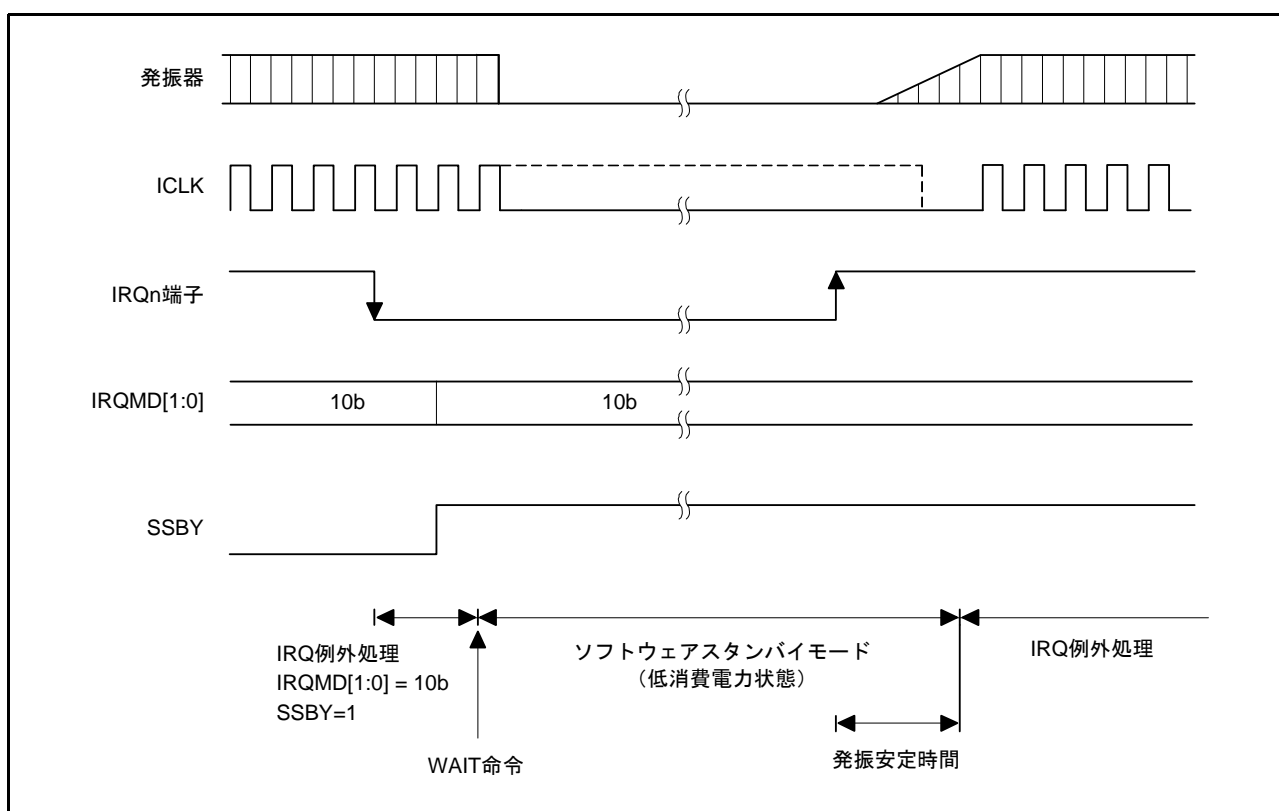 発振器
ICLK
IRQn端子
IRQMD[1:0]
10b
10b
SSBY
IRQ例外処理
IRQMD[1:0] = 10b
SSBY=1
WAIT命令
ソフトウェアスタンバイモード
（低消費電力状態）
発振安定時間
IRQ例外処理